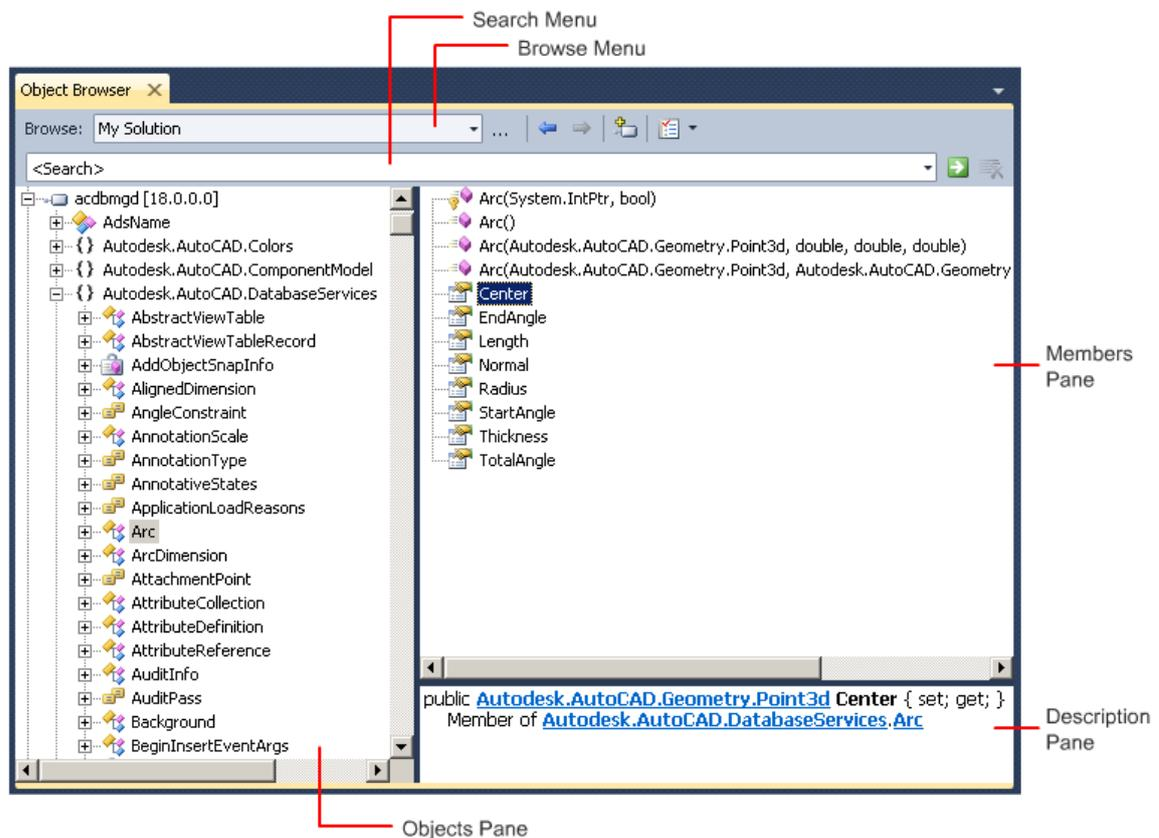 Search Menu
Browse Menu
Object Browser
Browse: My Solution ...
<Search>
acdbmgd [18.0.0.0]
AdsName
{} Autodesk.AutoCAD.Colors
{} Autodesk.AutoCAD.ComponentModel
{} Autodesk.AutoCAD.DatabaseServices
AbstractViewTable
AbstractViewTableRecord
AddObjectSnapInfo
AlignedDimension
AngleConstraint
AnnotationScale
AnnotationType
AnnotativeStates
ApplicationLoadReasons
Arc
ArcDimension
AttachmentPoint
AttributeCollection
AttributeDefinition
AttributeReference
AuditInfo
AuditPass
Background
BeginInsertEventArgs
Arc(System.IntPtr, bool)
Arc()
Arc(Autodesk.AutoCAD.Geometry.Point3d, double, double, double)
Arc(Autodesk.AutoCAD.Geometry.Point3d, Autodesk.AutoCAD.Geometry
Center
EndAngle
Length
Normal
Radius
StartAngle
Thickness
TotalAngle
public Autodesk.AutoCAD.Geometry.Point3d Center { set; get; }
Member of Autodesk.AutoCAD.DatabaseServices.Arc
Members
Pane
Description
Pane
Objects Pane